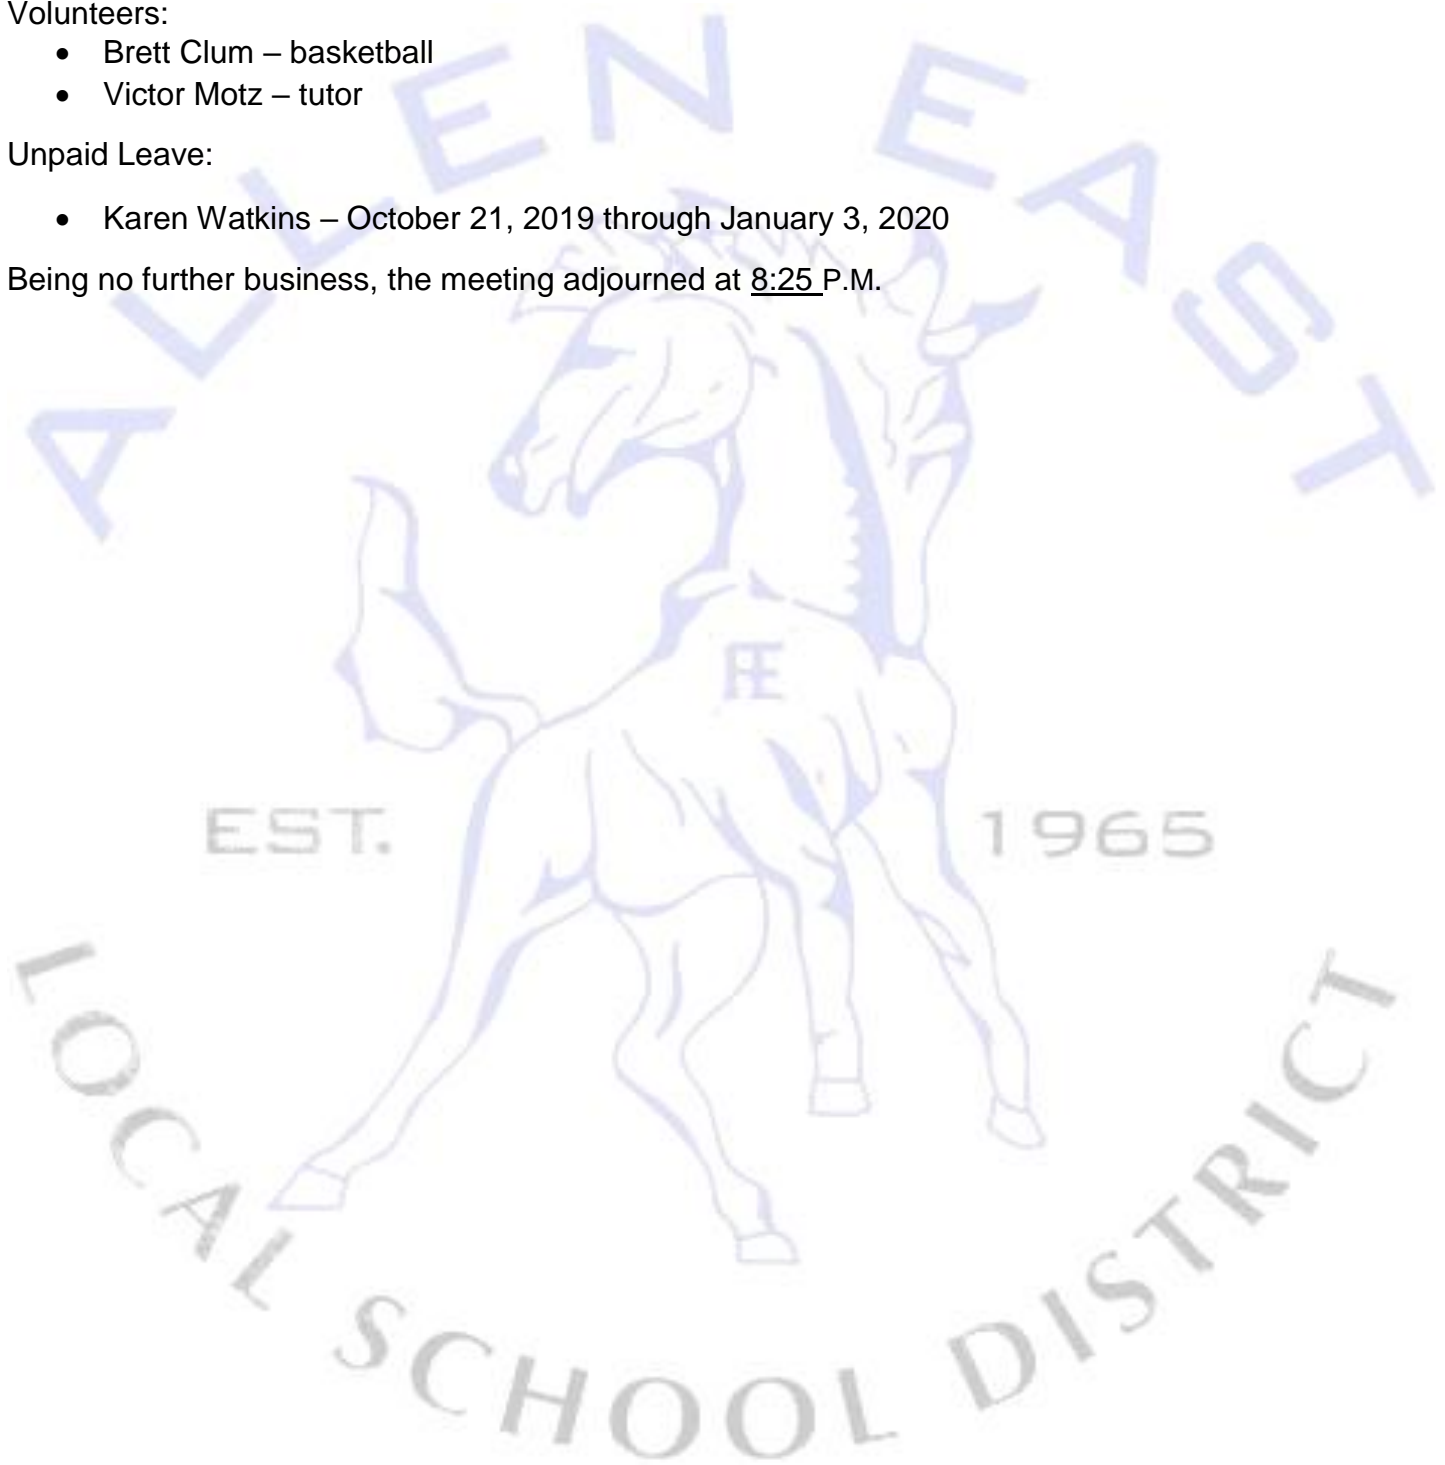 Volunteers:
• Brett Clum – basketball
• Victor Motz – tutor
Unpaid Leave:
• Karen Watkins – October 21, 2019 through January 3, 2020
Being no further business, the meeting adjourned at 8:25 P.M.
ALLEN EAST
AE
EST. 1965
LOCAL SCHOOL DISTRICT